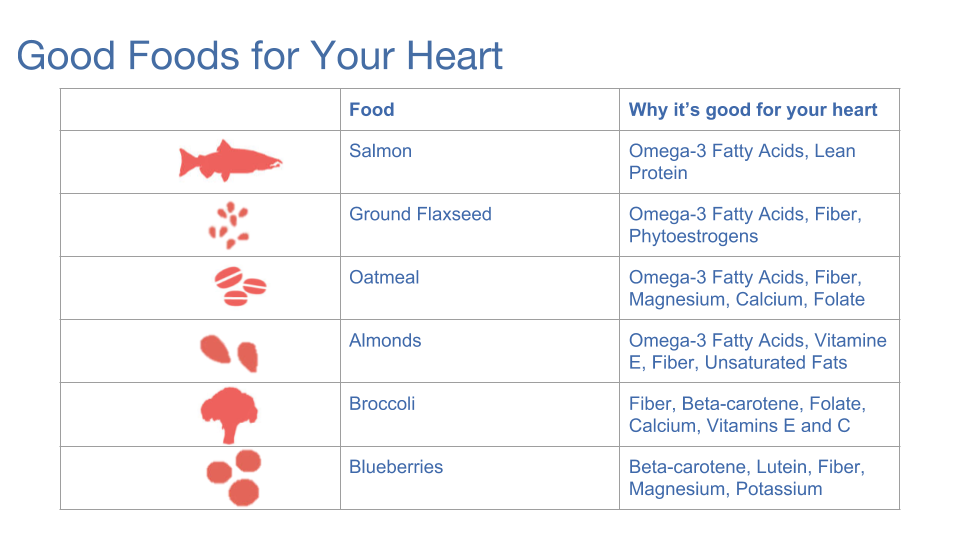 Good Foods for Your Heart
Food
Why it’s good for your heart
Salmon
Omega-3 Fatty Acids, Lean
Protein
Ground Flaxseed
Omega-3 Fatty Acids, Fiber,
Phytoestrogens
Oatmeal
Omega-3 Fatty Acids, Fiber,
Magnesium, Calcium, Folate
Almonds
Omega-3 Fatty Acids, Vitamine
E, Fiber, Unsaturated Fats
Broccoli
Fiber, Beta-carotene, Folate,
Calcium, Vitamins E and C
Blueberries
Beta-carotene, Lutein, Fiber,
Magnesium, Potassium